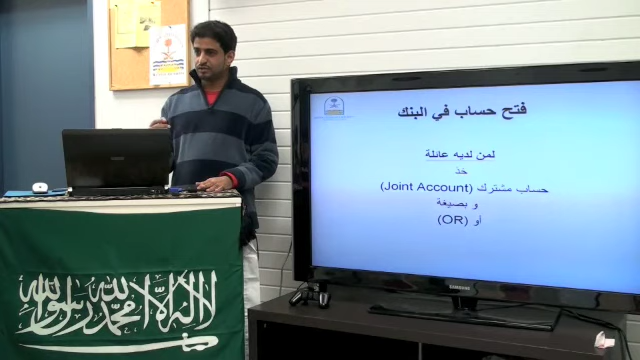 فتح حساب في البنك
لمن لديه عائلة
خذ
حساب مشترك (Joint Account)
و بصيغة
أو (OR)
SAMSUNG
لا إله إلا الله محمد رسول الله